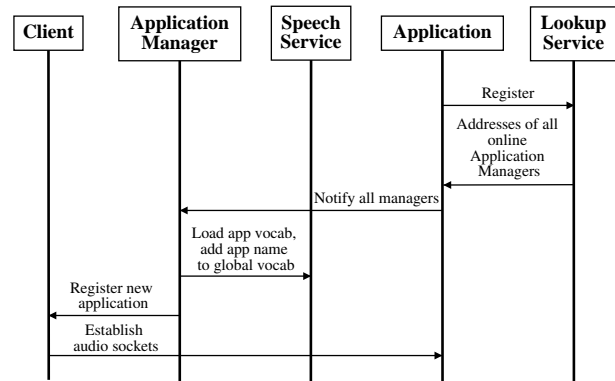 Client
Application
Manager
Speech
Service
Application
Lookup
Service
Register
Addresses of all
online
Application
Managers
Notify all managers
Load app vocab,
add app name
to global vocab
Register new
application
Establish
audio sockets